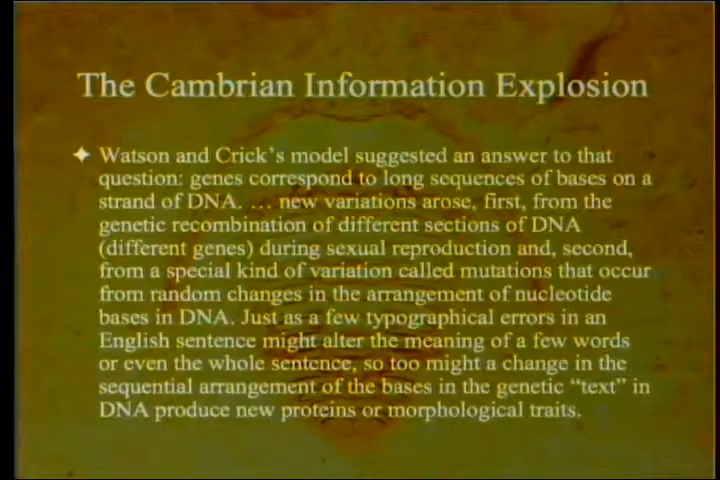 The Cambrian Information Explosion
Watson and Crick's model suggested an answer to that
question: genes correspond to long sequences of bases on a
strand of DNA. … new variations arose, first, from the
genetic recombination of different sections of DNA
(different genes) during sexual reproduction and, second,
from a special kind of variation called mutations that occur
from random changes in the arrangement of nucleotide
bases in DNA. Just as a few typographical errors in an
English sentence might alter the meaning of a few words
or even the whole sentence, so too might a change in the
sequential arrangement of the bases in the genetic “text” in
DNA produce new proteins or morphological traits.